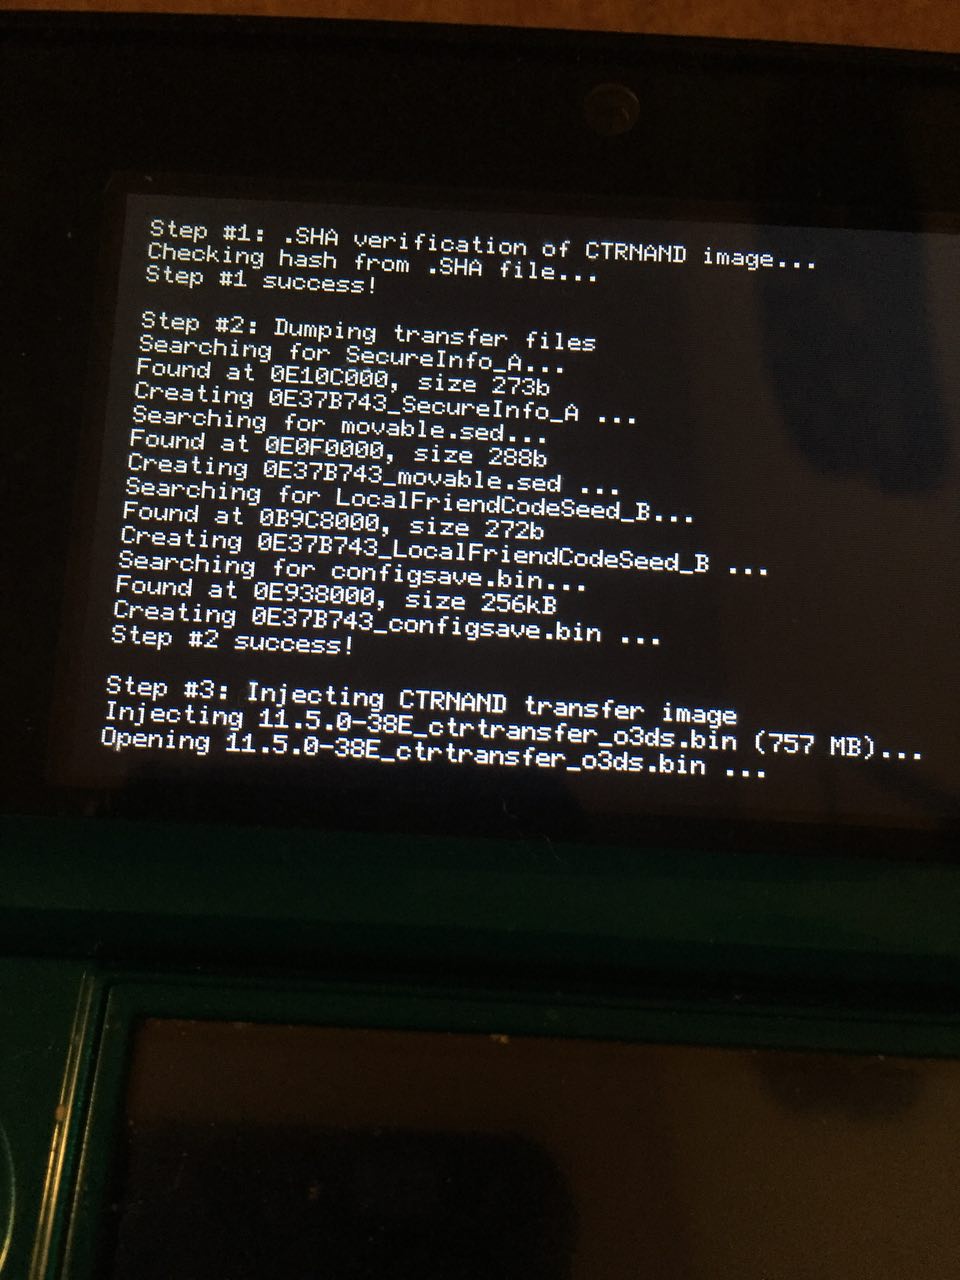 Step #1: .SHA verification of CTRNAND image...
Checking hash from .SHA file...
Step #1 success!
Step #2: Dumping transfer files
Searching for SecureInfo_A...
Found at 0E10C000, size 273b
Creating 0E37B743_SecureInfo_A ...
Searching for movable.sed...
Found at 0E0F0000, size 288b
Creating 0E37B743_movable.sed ...
Searching for LocalFriendCodeSeed_B...
Found at 0B9C8000, size 272b
Creating 0E37B743_LocalFriendCodeSeed_B ...
Searching for configsave.bin...
Found at 0E938000, size 256kB
Creating 0E37B743_configsave.bin ...
Step #2 success!
Step #3: Injecting CTRNAND transfer image
Injecting 11.5.0-38E_ctrtransfer_o3ds.bin (757 MB)...
Opening 11.5.0-38E_ctrtransfer_o3ds.bin ...